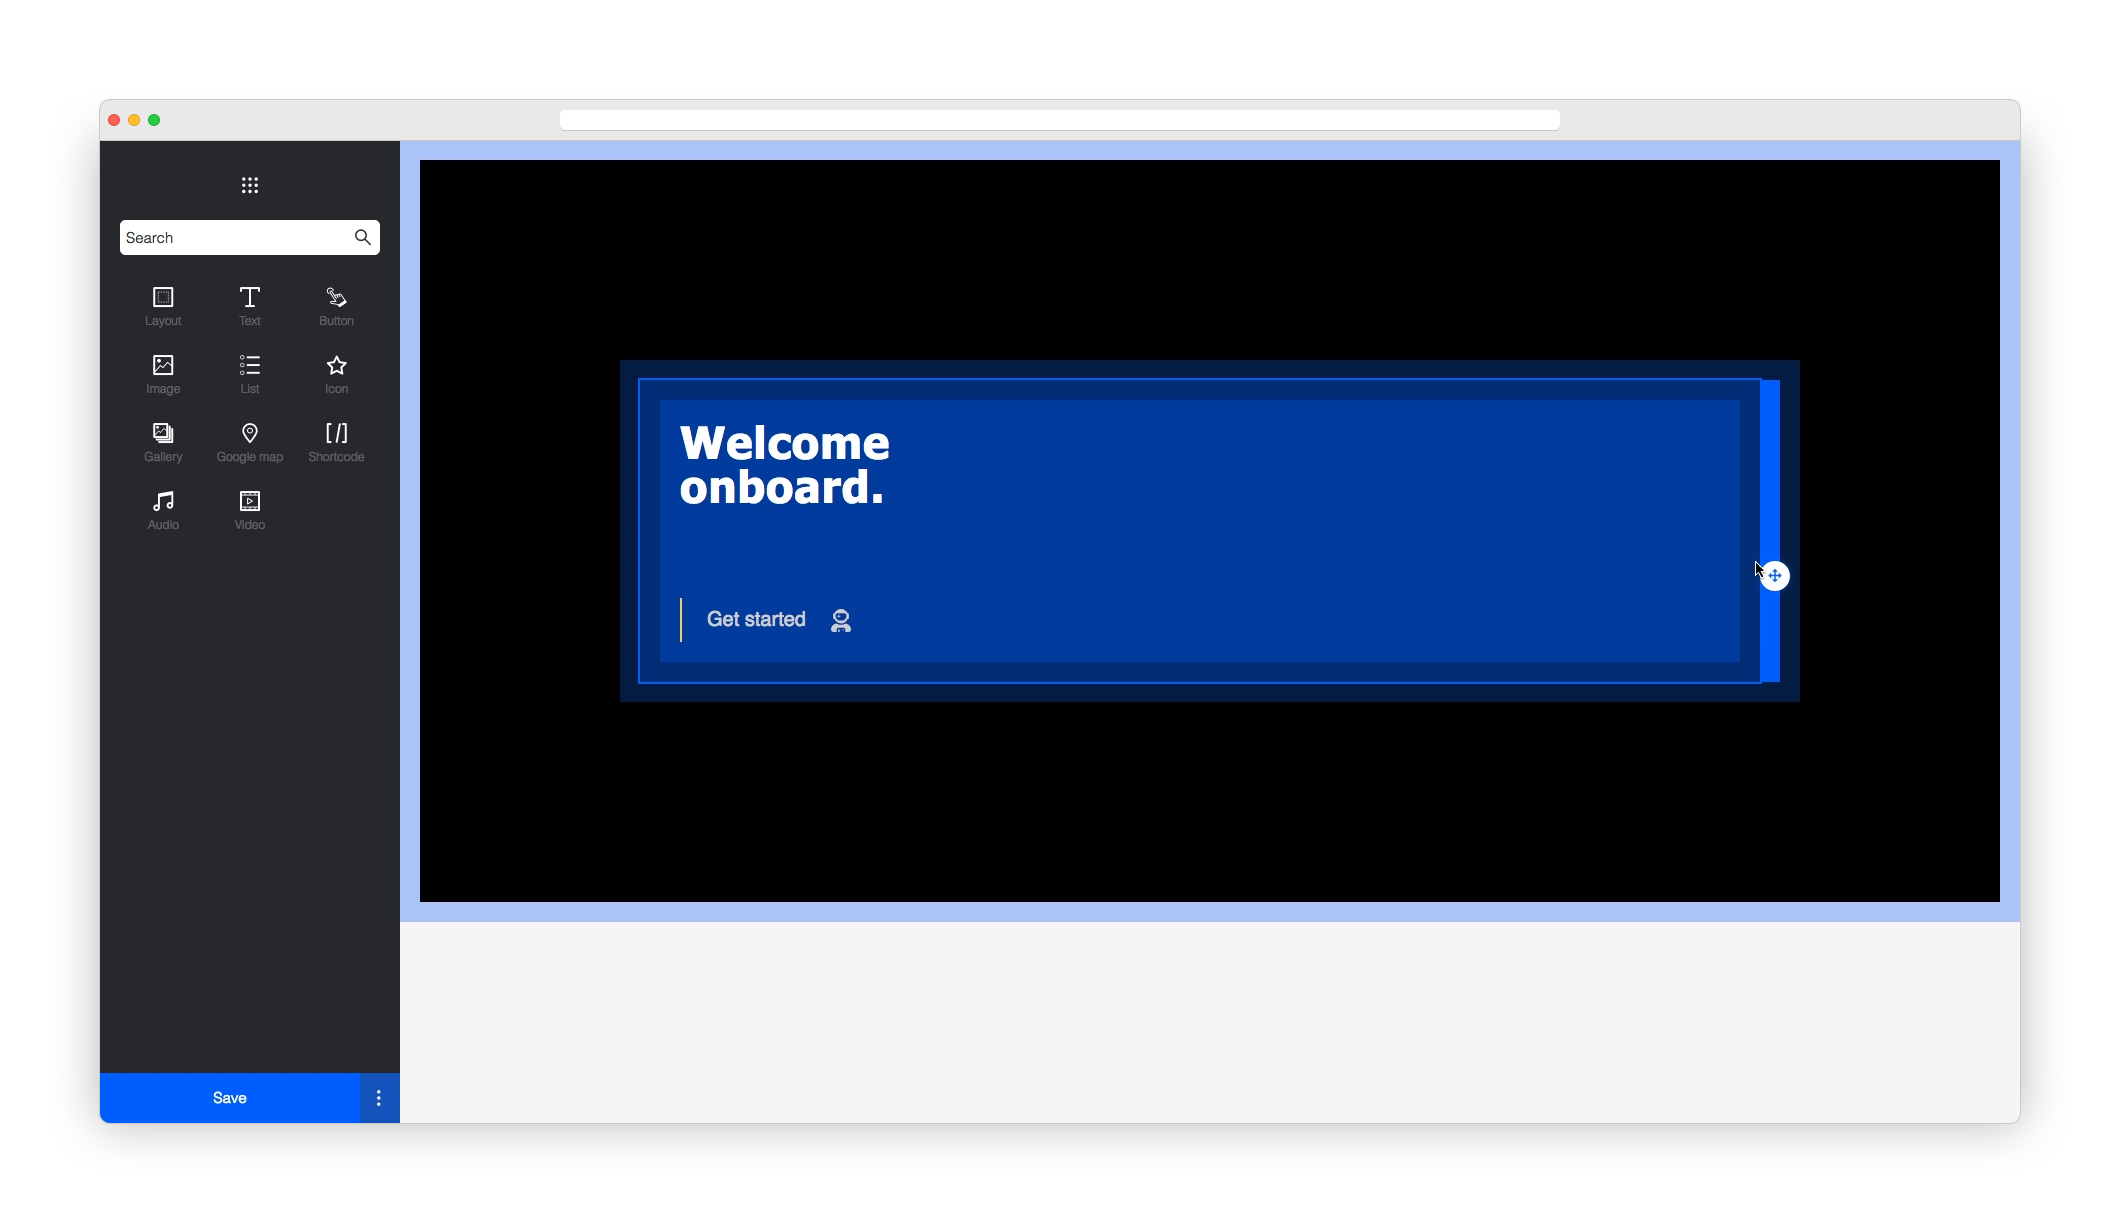 Search
Layout
Text
Button
Image
List
Icon
Gallery
Google map
Shortcode
Audio
Video
Save
Welcome
onboard.
Get started